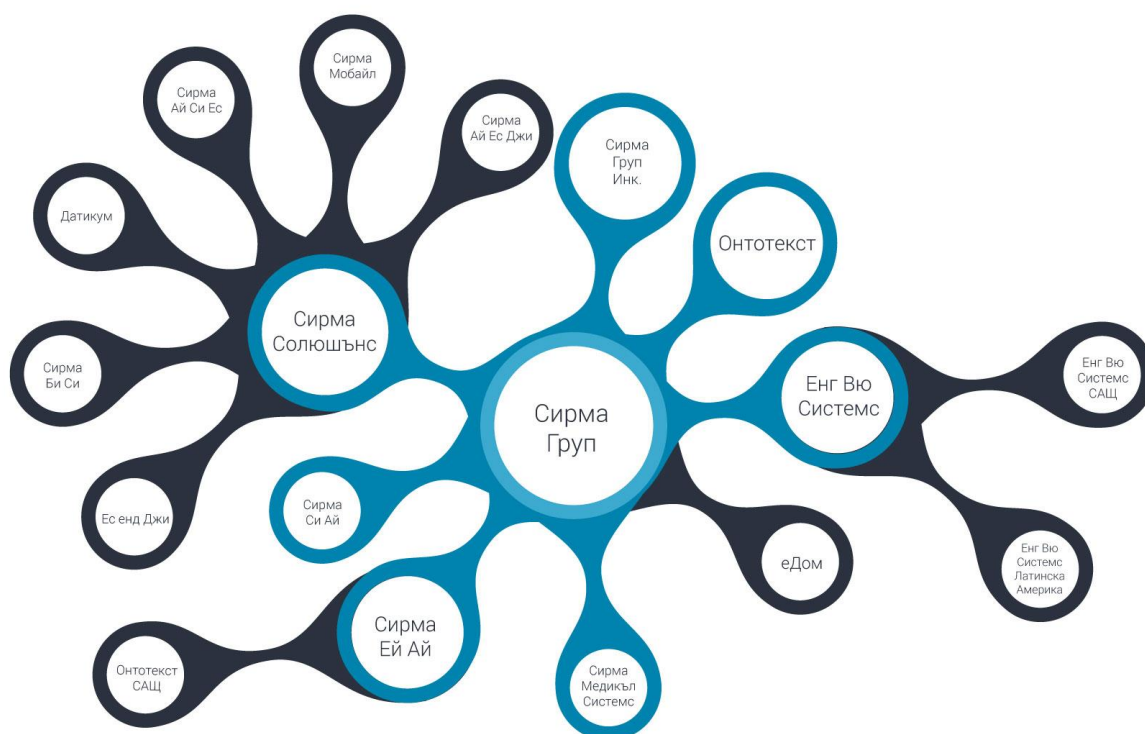 Сирма
Мобайл
Сирма
Ай Си Ес
Сирма
Ай Ес Джи
Сирма
Груп
Инк.
Датикум
Онтотекст
Сирма
Солюшънс
Сирма
Би Си
Енг Вю
Системс
Енг Вю
Системс
САЩ
Сирма
Груп
Ес енд Джи
Сирма
Си Ай
еДом
Енг Вю
Системс
Латинска
Америка
Сирма
Ей Ай
Онтотекст
САЩ
Сирма
Медикъл
Системс